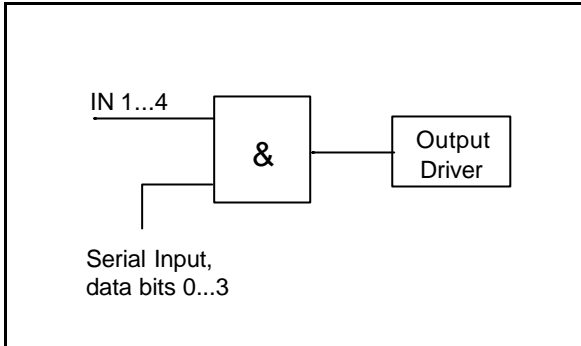 IN 1...4
&
Output
Driver
Serial Input,
data bits 0...3